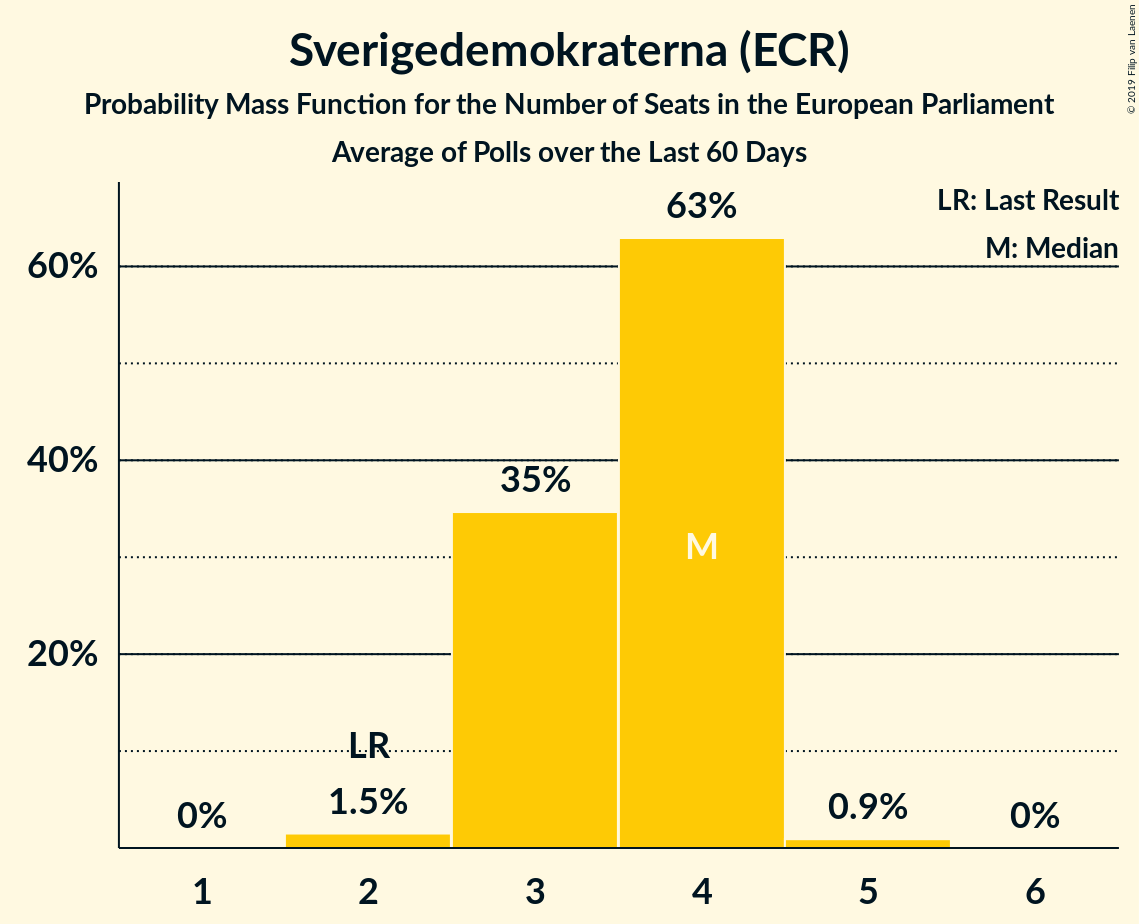 Sverigedemokraterna (ECR)
Probability Mass Function for the Number of Seats in the European Parliament
Average of Polls over the Last 60 Days
© 2019 Filip van Laenen
LR: Last Result
M: Median
60%
40%
20%
0%
LR
1.5%
35%
63%
M
0.9%
0%
1 2 3 4 5 6